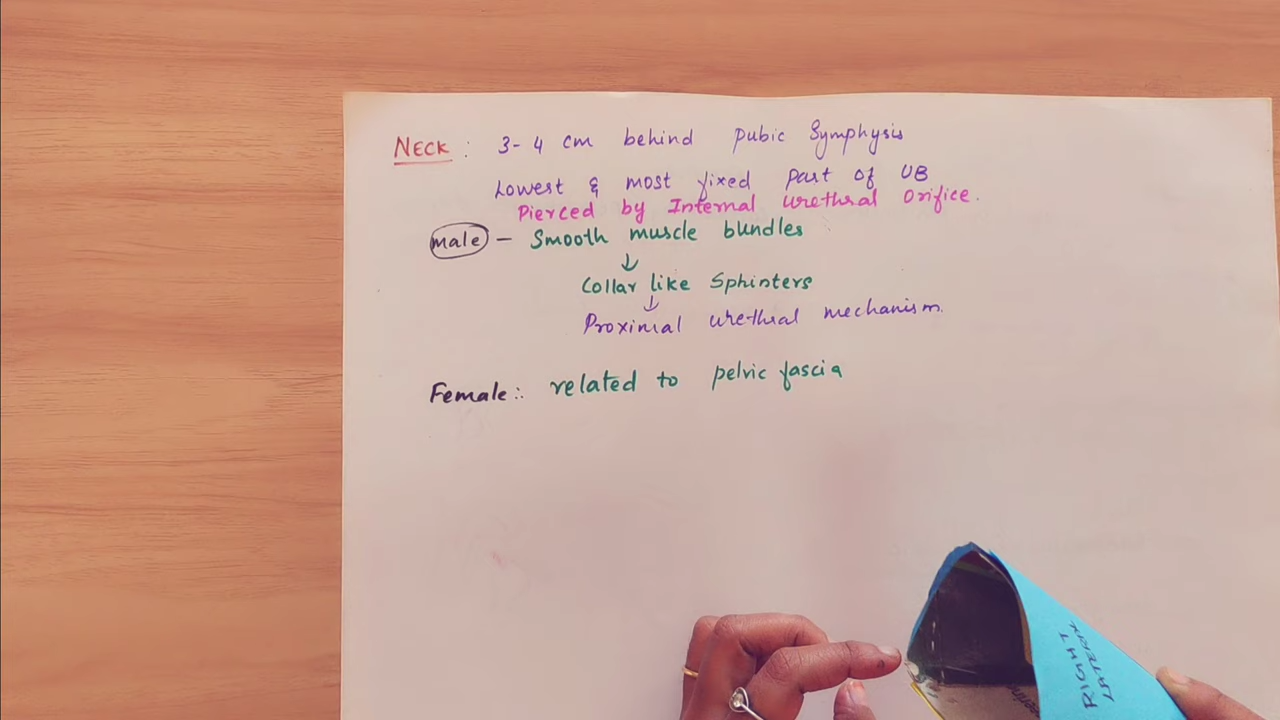 NECK : 3-4 cm behind pubic Symphysis
Lowest & most fixed part of UB
Pierced by Internal urethral Orifice.
male - Smooth muscle bundles
↓
Collar like Sphinters
↓
Proximal urethral mechanism.
Female :. related to pelvic fascia
RIGHT
LATERAL